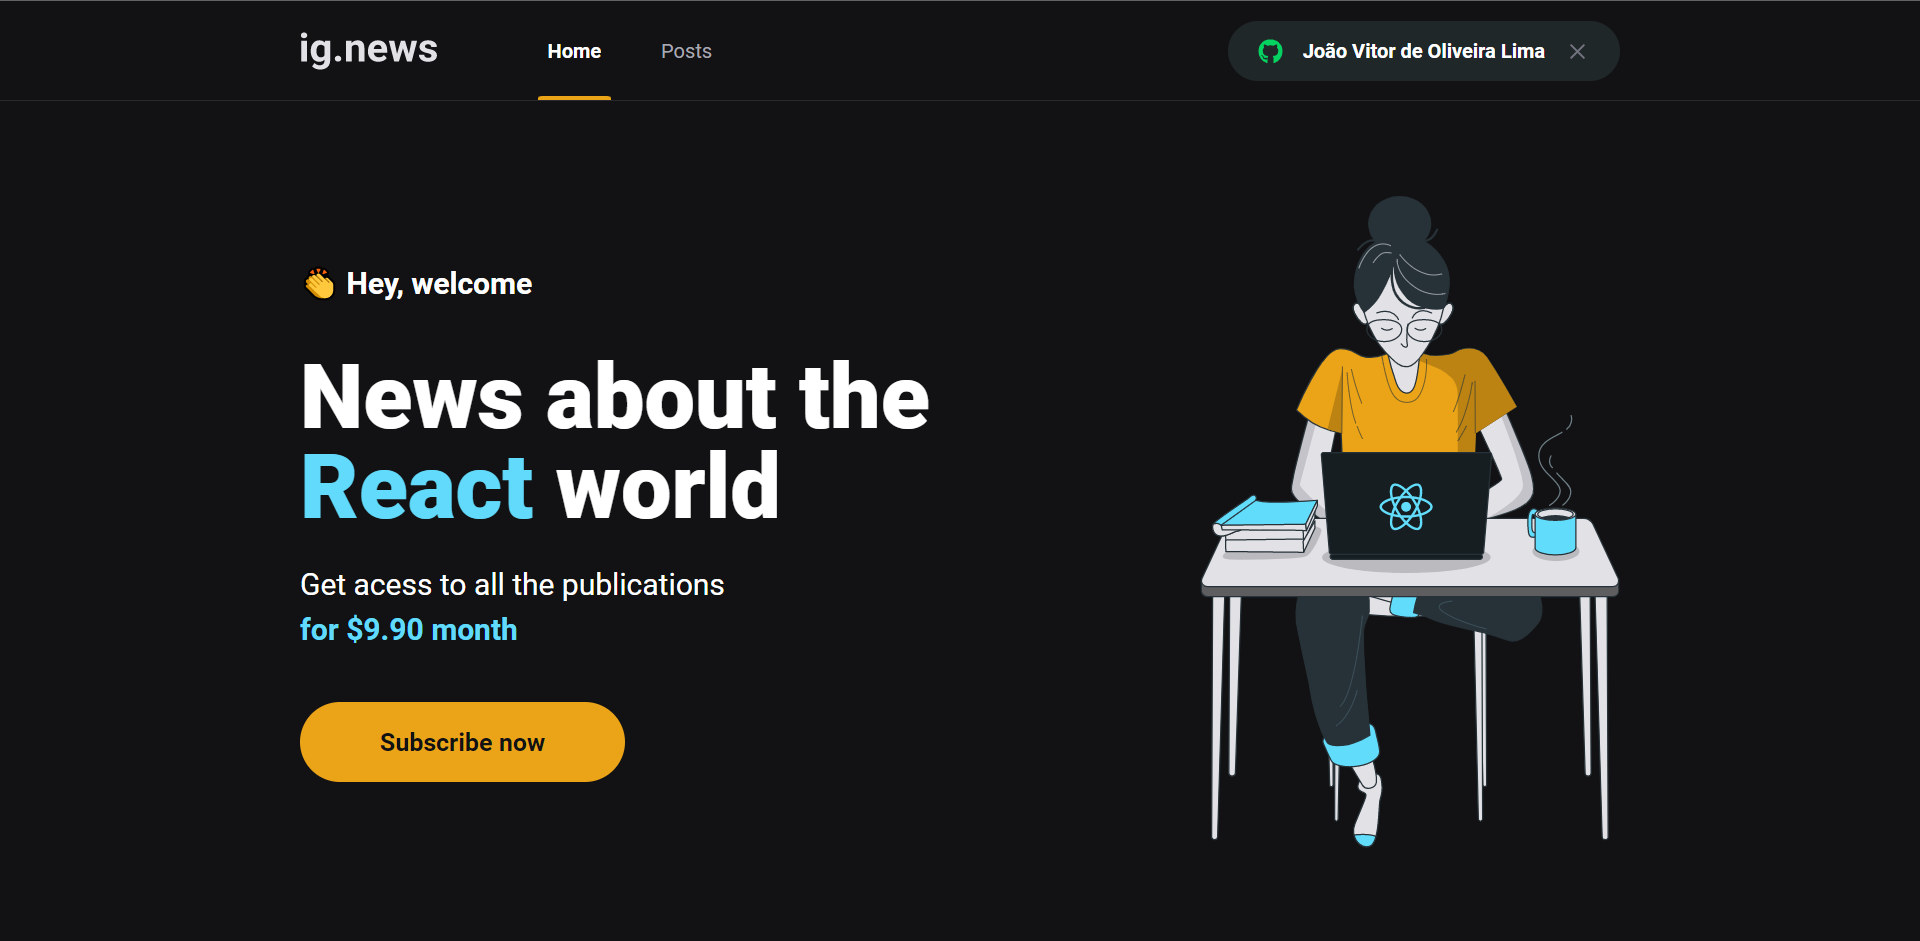 ig.news
Home
Posts
João Vitor de Oliveira Lima
👏 Hey, welcome
News about the
React world
Get acess to all the publications
for $9.90 month
Subscribe now